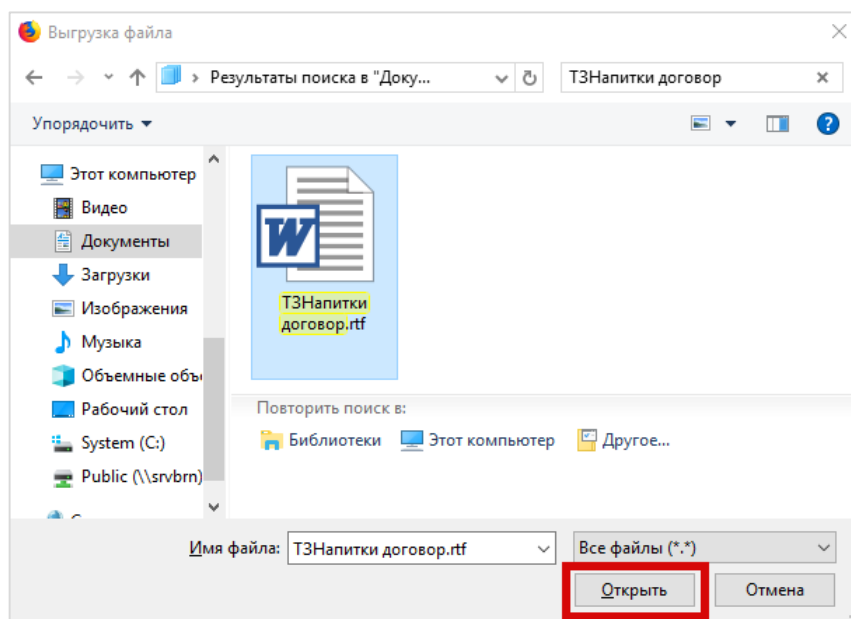 Выгрузка файла
Результаты поиска в "Доку...
ТЗНапитки договор
Упорядочить
Этот компьютер
Видео
Документы
Загрузки
Изображения
Музыка
Объемные объ
Рабочий стол
System (C:)
Public (\\srvbrn)
W
ТЗНапитки
договор.rtf
Повторить поиск в:
Библиотеки Этот компьютер Другое...
Имя файла: ТЗНапитки договор.rtf Все файлы (*.*)
Открыть Отмена